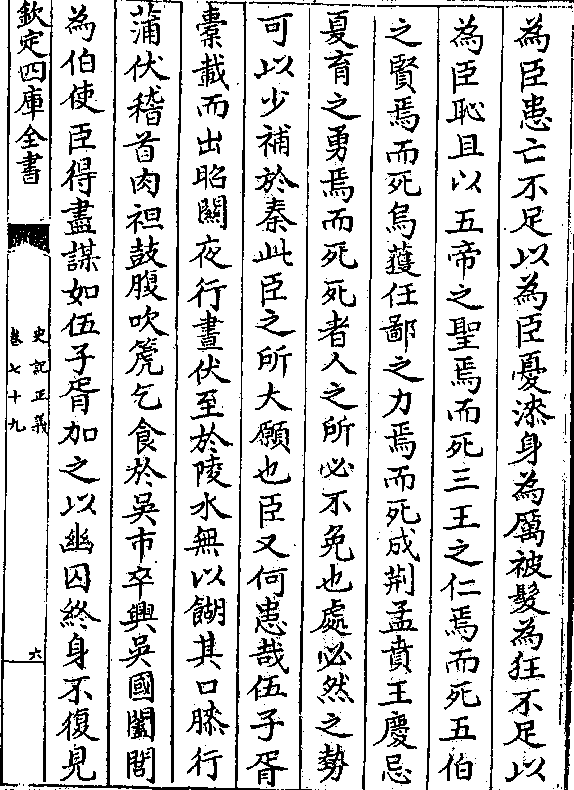 為臣患亡不足以為臣憂漆身為厲被髮為狂不足以
為臣恥且以五帝之聖焉而死三王之仁焉而死五伯
之賢焉而死烏獲任鄙之力焉而死成荆孟賁王慶忌
夏育之勇焉而死死者人之所必不免也處必然之勢
可以少補於秦此臣之所大願也臣又何患哉伍子胥
橐載而出昭關夜行晝伏至於陵水無以餬其口膝行
蒲伏稽首肉袒鼓腹吹箎乞食於吳市卒興吳國闔閭
為伯使臣得盡謀如伍子胥加之以幽囚終身不復見
欽定四庫全書
史記正義
卷七十九
六